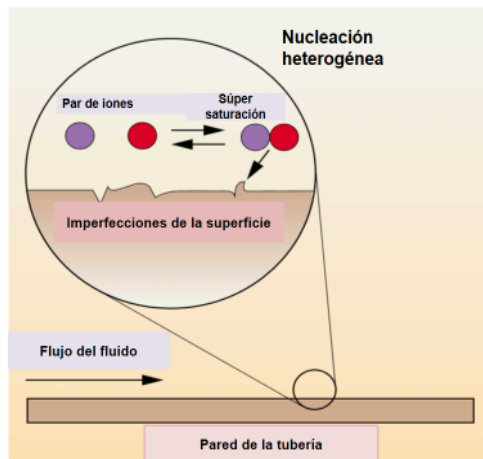 Nucleación
heterogénea
Par de iones
Súper
saturación
Imperfecciones de la superficie
Flujo del fluido
Pared de la tubería